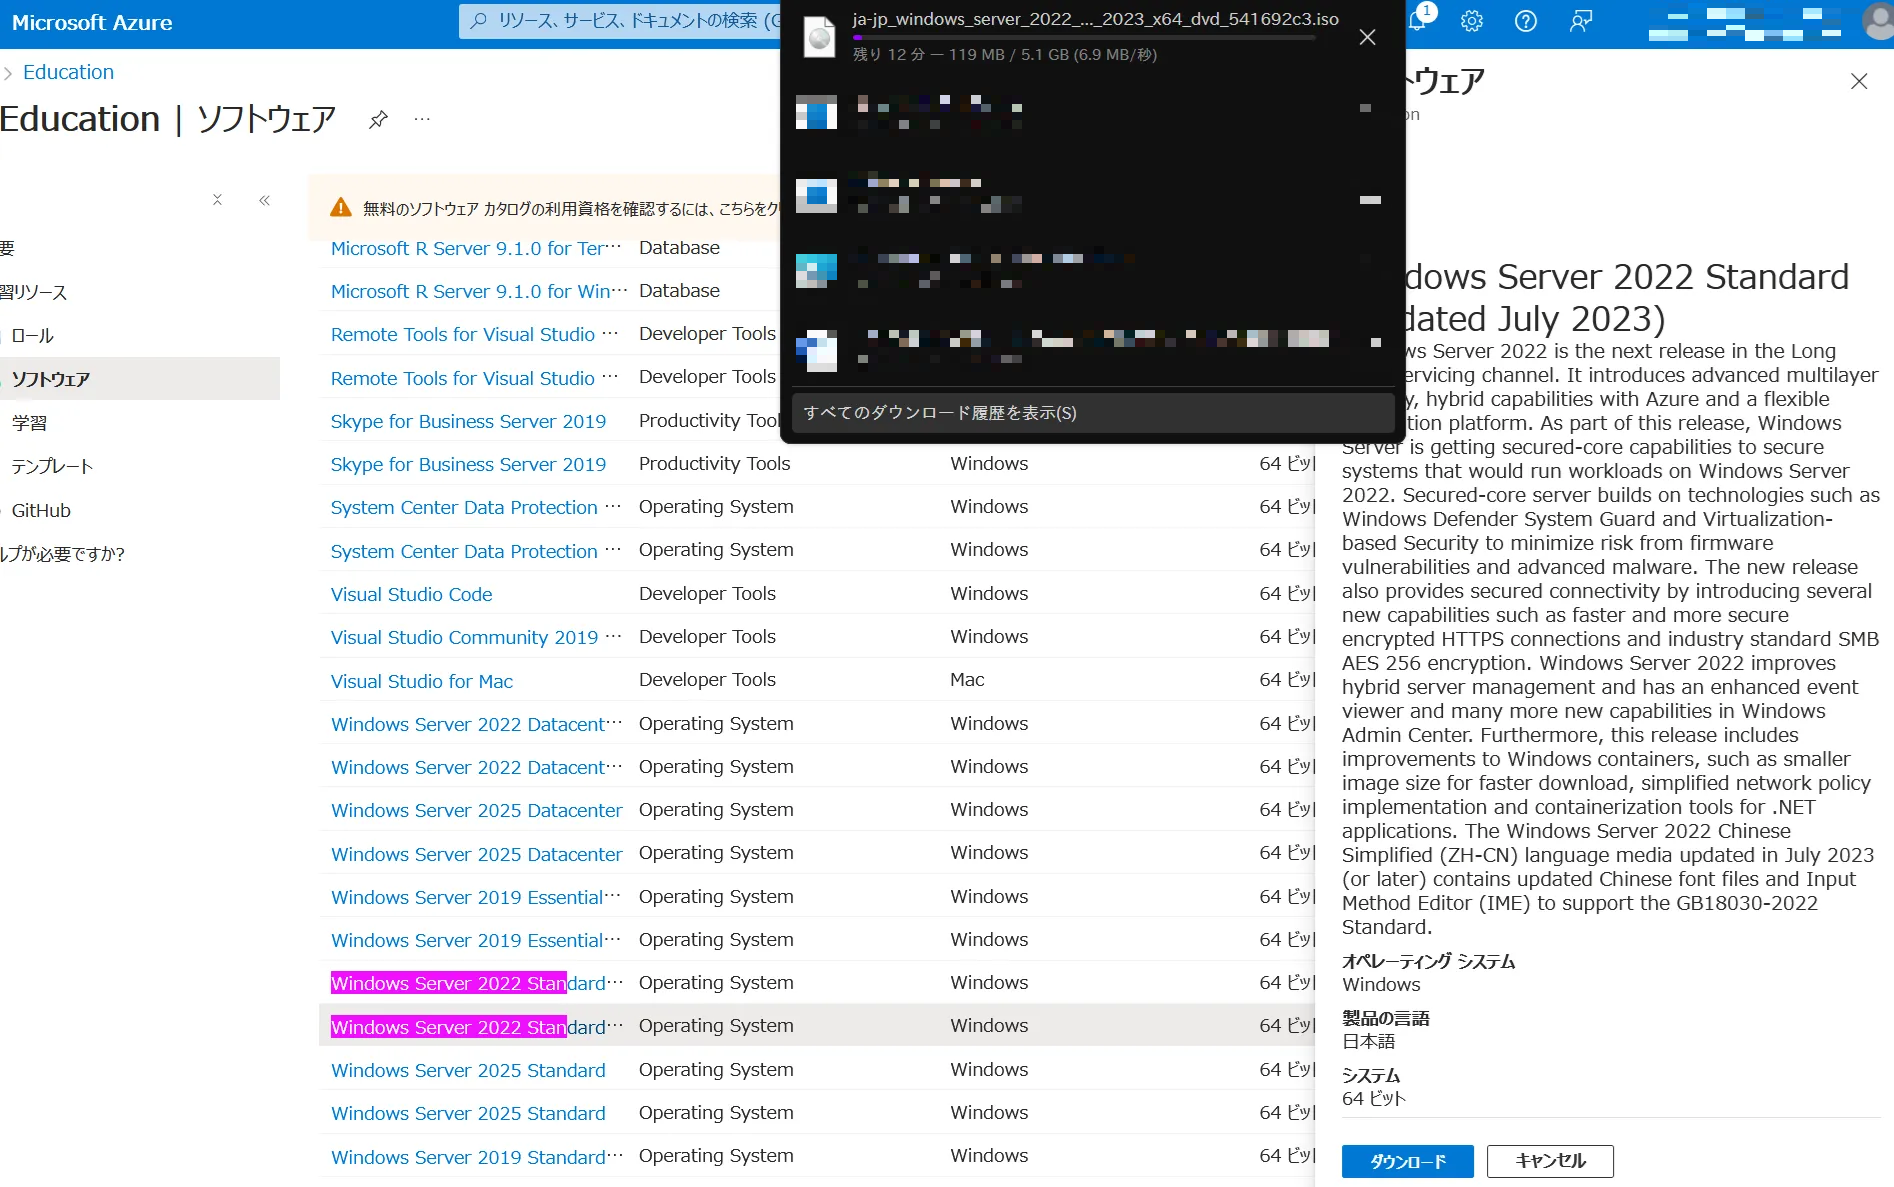 Microsoft Azure
リソース、サービス、ドキュメントの検索 (G
1
Education
Education | ソフトウェア
…
要
習リソース
ロール
ソフトウェア
学習
テンプレート
GitHub
ルプが必要ですか?
無料のソフトウェア カタログの利用資格を確認するには、こちらをク
Microsoft R Server 9.1.0 for Ter… Database
Microsoft R Server 9.1.0 for Win… Database
Remote Tools for Visual Studio … Developer Tools
Remote Tools for Visual Studio … Developer Tools
Skype for Business Server 2019 Productivity Tool
Skype for Business Server 2019 Productivity Tools Windows 64 ビッ
System Center Data Protection … Operating System Windows 64 ビッ
System Center Data Protection … Operating System Windows 64 ビッ
Visual Studio Code Developer Tools Windows 64 ビッ
Visual Studio Community 2019 … Developer Tools Windows 64 ビッ
Visual Studio for Mac Developer Tools Mac 64 ビッ
Windows Server 2022 Datacent… Operating System Windows 64 ビッ
Windows Server 2022 Datacent… Operating System Windows 64 ビッ
Windows Server 2025 Datacenter Operating System Windows 64 ビッ
Windows Server 2025 Datacenter Operating System Windows 64 ビッ
Windows Server 2019 Essential… Operating System Windows 64 ビッ
Windows Server 2019 Essential… Operating System Windows 64 ビッ
Windows Server 2022 Standard… Operating System Windows 64 ビッ
Windows Server 2022 Standard… Operating System Windows 64 ビッ
Windows Server 2025 Standard Operating System Windows 64 ビッ
Windows Server 2025 Standard Operating System Windows 64 ビッ
Windows Server 2019 Standard… Operating System Windows 64 ビッ
ja-jp_windows_server_2022_..._2023_x64_dvd_541692c3.iso
残り 12 分 — 119 MB / 5.1 GB (6.9 MB/秒)
すべてのダウンロード履歴を表示(S)
ウェア
on
dows Server 2022 Standard
dated July 2023)
ws Server 2022 is the next release in the Long
ervicing channel. It introduces advanced multilayer
y, hybrid capabilities with Azure and a flexible
tion platform. As part of this release, Windows
Server is getting secured-core capabilities to secure
systems that would run workloads on Windows Server
2022. Secured-core server builds on technologies such as
Windows Defender System Guard and Virtualization-
based Security to minimize risk from firmware
vulnerabilities and advanced malware. The new release
also provides secured connectivity by introducing several
new capabilities such as faster and more secure
encrypted HTTPS connections and industry standard SMB
AES 256 encryption. Windows Server 2022 improves
hybrid server management and has an enhanced event
viewer and many more new capabilities in Windows
Admin Center. Furthermore, this release includes
improvements to Windows containers, such as smaller
image size for faster download, simplified network policy
implementation and containerization tools for .NET
applications. The Windows Server 2022 Chinese
Simplified (ZH-CN) language media updated in July 2023
(or later) contains updated Chinese font files and Input
Method Editor (IME) to support the GB18030-2022
Standard.
オペレーティング システム
Windows
製品の言語
日本語
システム
64 ビット
ダウンロード キャンセル